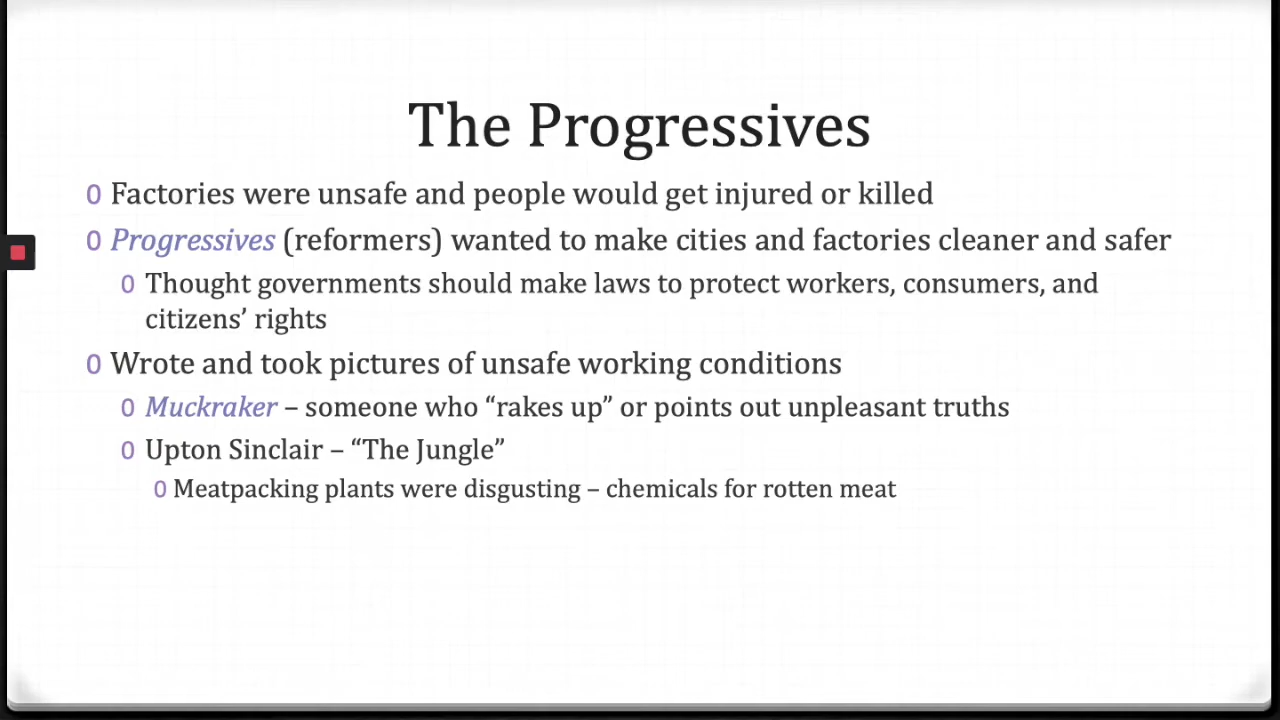 The Progressives
0 Factories were unsafe and people would get injured or killed
0 Progressives (reformers) wanted to make cities and factories cleaner and safer
0 Thought governments should make laws to protect workers, consumers, and
citizens’ rights
0 Wrote and took pictures of unsafe working conditions
0 Muckraker – someone who “rakes up” or points out unpleasant truths
0 Upton Sinclair – “The Jungle”
0 Meatpacking plants were disgusting – chemicals for rotten meat